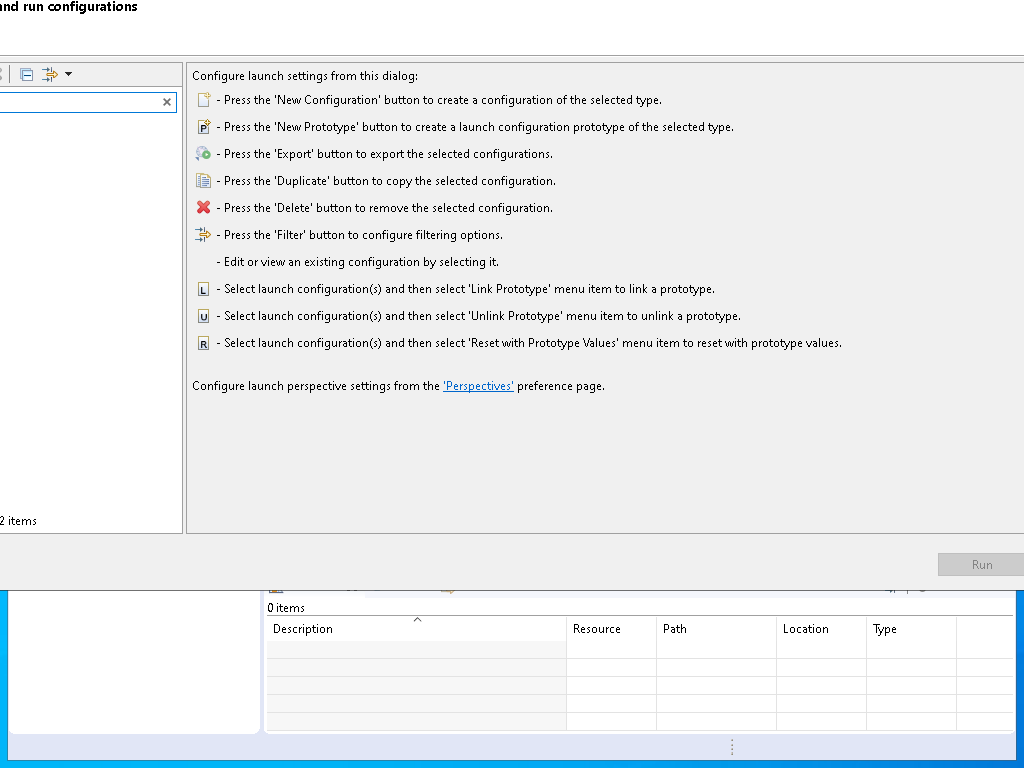 and run configurations
Configure launch settings from this dialog:
- Press the 'New Configuration' button to create a configuration of the selected type.
P - Press the 'New Prototype' button to create a launch configuration prototype of the selected type.
- Press the 'Export' button to export the selected configurations.
- Press the 'Duplicate' button to copy the selected configuration.
- Press the 'Delete' button to remove the selected configuration.
- Press the 'Filter' button to configure filtering options.
- Edit or view an existing configuration by selecting it.
L - Select launch configuration(s) and then select 'Link Prototype' menu item to link a prototype.
U - Select launch configuration(s) and then select 'Unlink Prototype' menu item to unlink a prototype.
R - Select launch configuration(s) and then select 'Reset with Prototype Values' menu item to reset with prototype values.
Configure launch perspective settings from the 'Perspectives' preference page.
2 items
Run
0 items
Description Resource Path Location Type